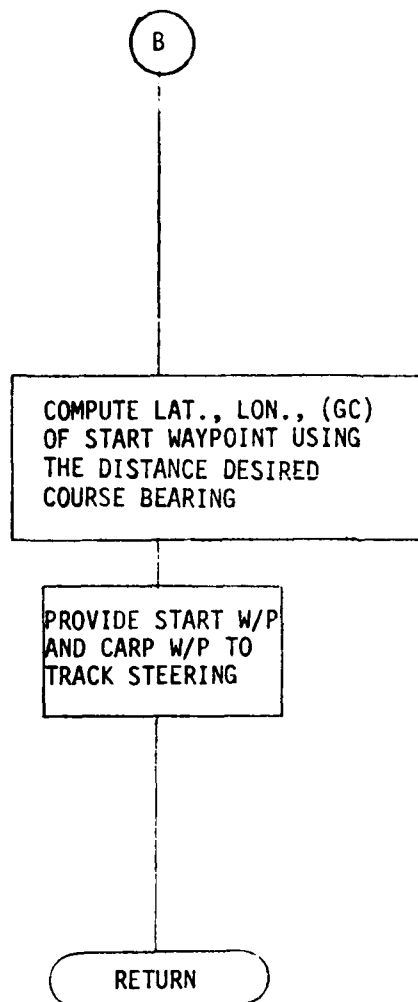 B
COMPUTE LAT., LON., (GC)
OF START WAYPOINT USING
THE DISTANCE DESIRED
COURSE BEARING
PROVIDE START W/P
AND CARP W/P TO
TRACK STEERING
RETURN